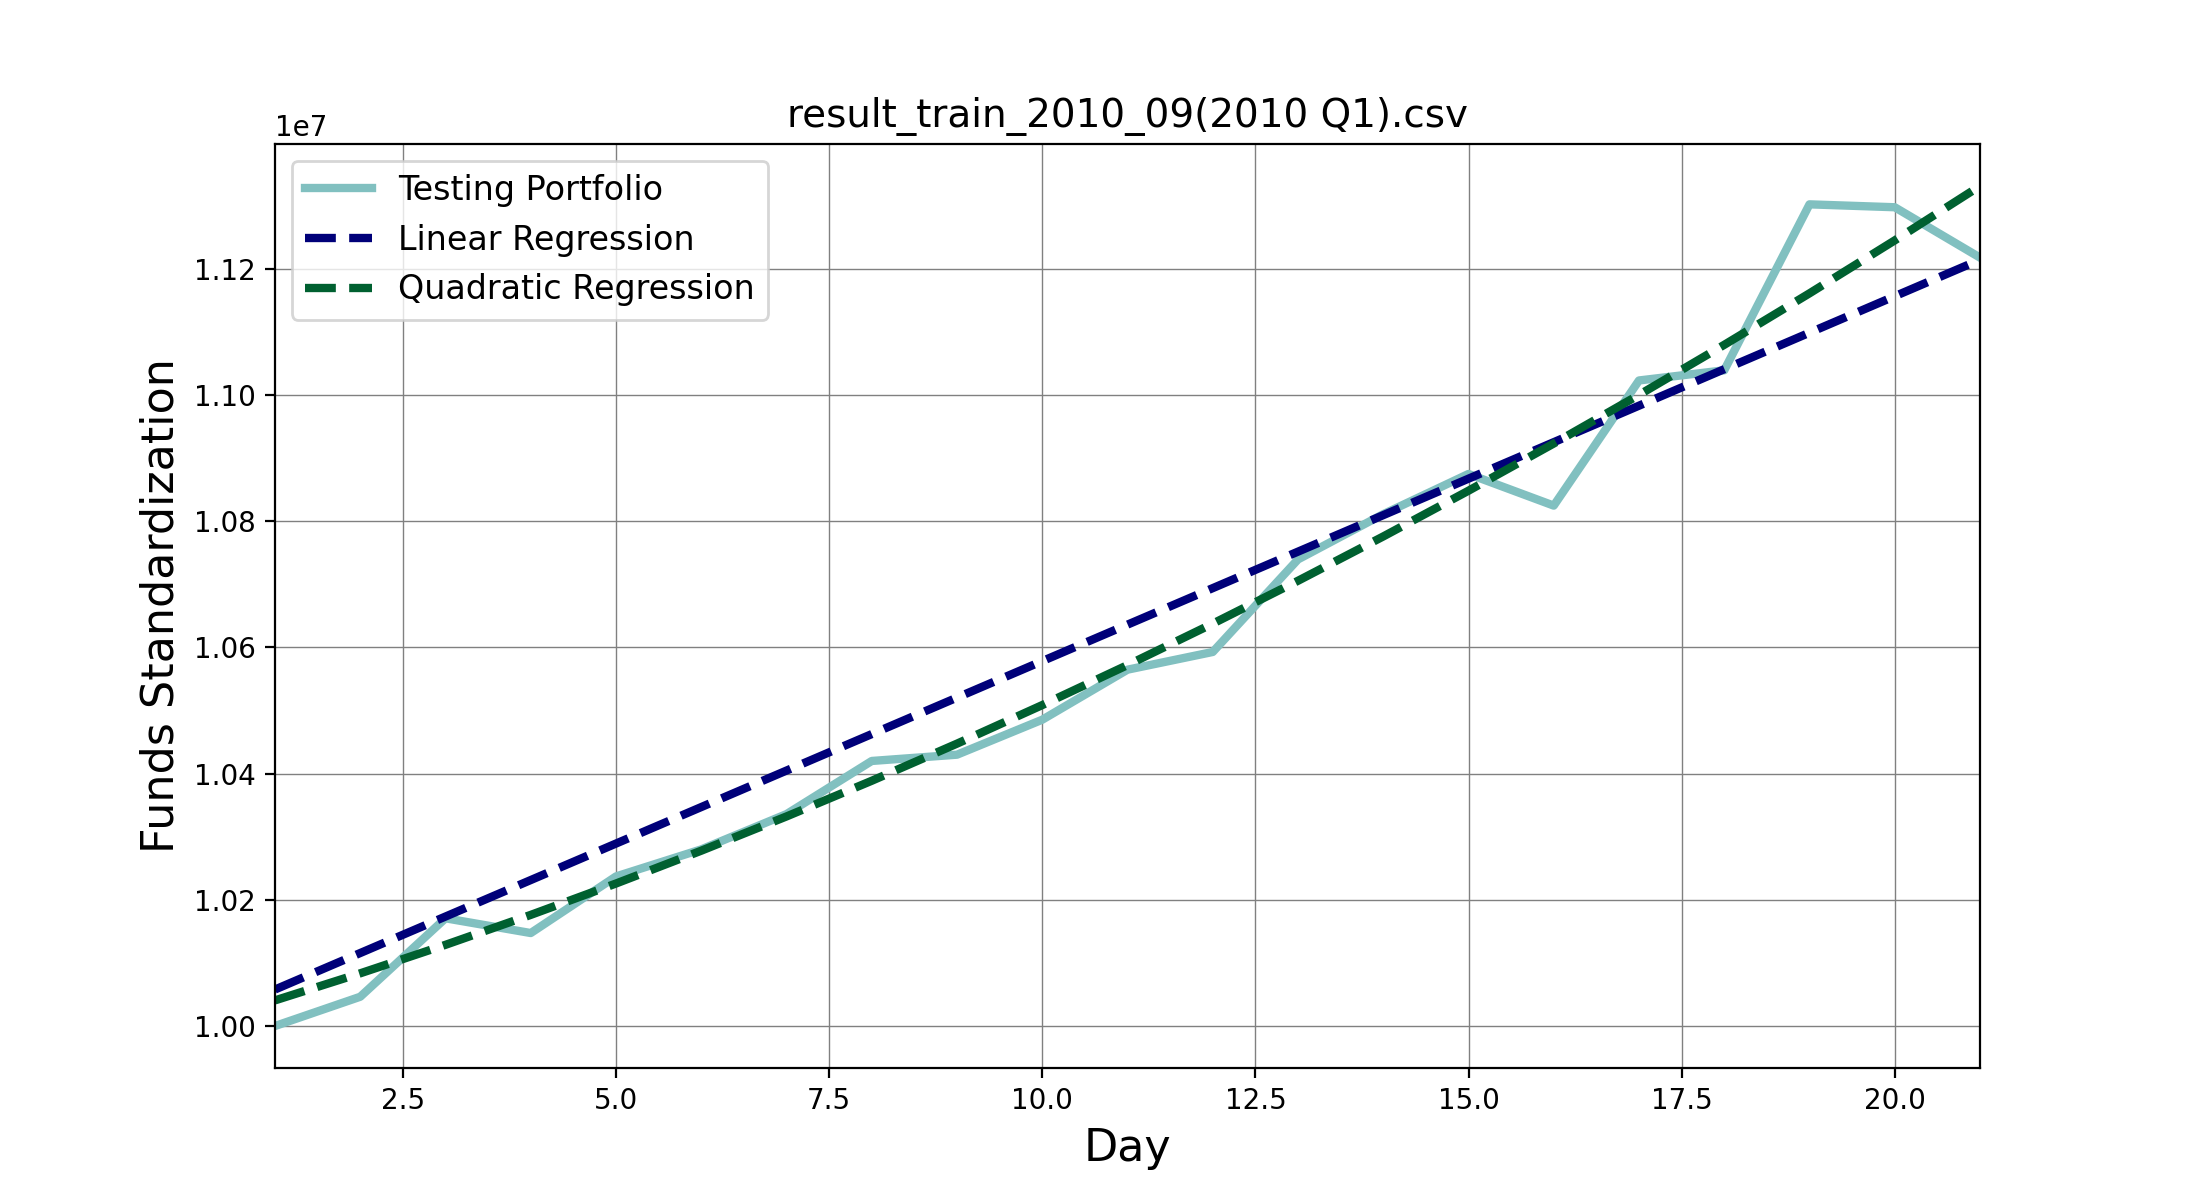 result_train_2010_09(2010 Q1).csv
1e7
Testing Portfolio
Linear Regression
Quadratic Regression
Funds Standardization
1.12
1.10
1.08
1.06
1.04
1.02
1.00
2.5 5.0 7.5 10.0 12.5 15.0 17.5 20.0
Day